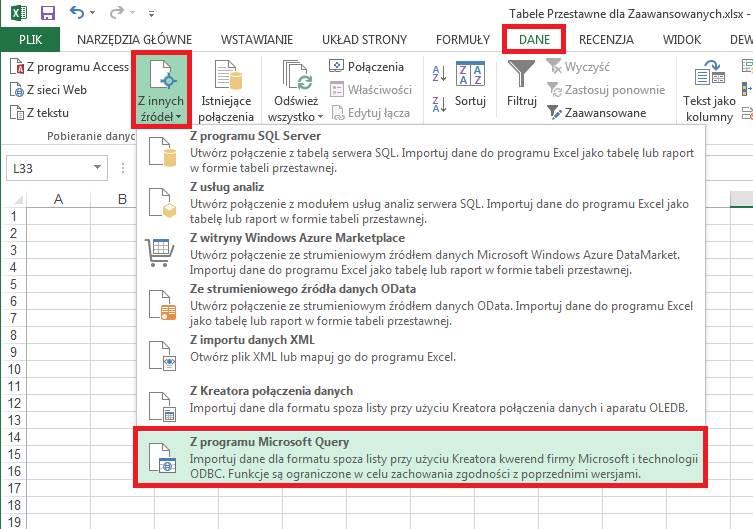 Tabele Przestawne dla Zaawansowanych.xlsx -
PLIK NARZĘDZIA GŁÓWNE WSTAWIANIE UKŁAD STRONY FORMUŁY DANE RECENZJA WIDOK DEW
Z programu Access
Z sieci Web
Z tekstu
Pobieranie danyc
Z innych
źródeł
Istniejące
połączenia
Odśwież
wszystko
Połączenia
Właściwości
Edytuj łącza
Sortuj
Filtruj
Wyczyść
Zastosuj ponownie
Zaawansowane
Tekst jako
kolumny
L33
A B
Z programu SQL Server
Utwórz połączenie z tabelą serwera SQL. Importuj dane do programu Excel jako tabelę lub raport
w formie tabeli przestawnej.
Z usług analiz
Utwórz połączenie z modułem usług analiz serwera SQL. Importuj dane do programu Excel jako
tabelę lub raport w formie tabeli przestawnej.
Z witryny Windows Azure Marketplace
Utwórz połączenie ze strumieniowym źródłem danych Microsoft Windows Azure DataMarket.
Importuj dane do programu Excel jako tabelę lub raport w formie tabeli przestawnej.
Ze strumieniowego źródła danych OData
Utwórz połączenie ze strumieniowym źródłem danych OData. Importuj dane do programu Excel
jako tabelę lub raport w formie tabeli przestawnej.
Z importu danych XML
Otwórz plik XML lub mapuj go do programu Excel.
Z Kreatora połączenia danych
Importuj dane dla formatu spoza listy przy użyciu Kreatora połączenia danych i aparatu OLEDB.
Z programu Microsoft Query
Importuj dane dla formatu spoza listy przy użyciu Kreatora kwerend firmy Microsoft i technologii
ODBC. Funkcje są ograniczone w celu zachowania zgodności z poprzednimi wersjami.
1
2
3
4
5
6
7
8
9
10
11
12
13
14
15
16
17
18
19